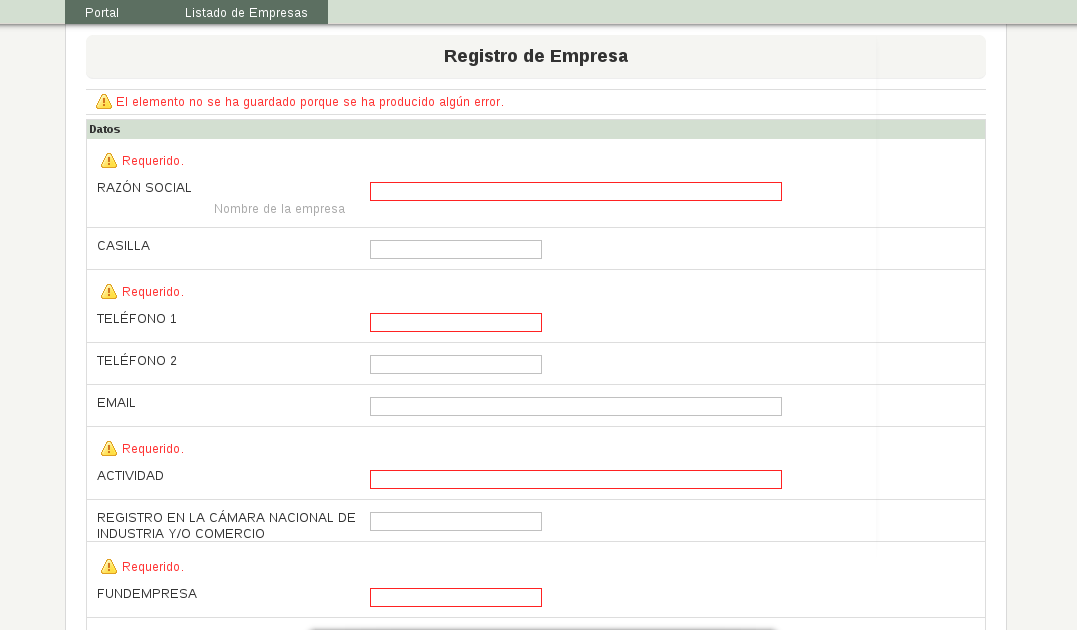 Portal
Listado de Empresas
Registro de Empresa
El elemento no se ha guardado porque se ha producido algún error.
Datos
Requerido.
RAZÓN SOCIAL
Nombre de la empresa
CASILLA
Requerido.
TELÉFONO 1
TELÉFONO 2
EMAIL
Requerido.
ACTIVIDAD
REGISTRO EN LA CÁMARA NACIONAL DE
INDUSTRIA Y/O COMERCIO
Requerido.
FUNDEMPRESA